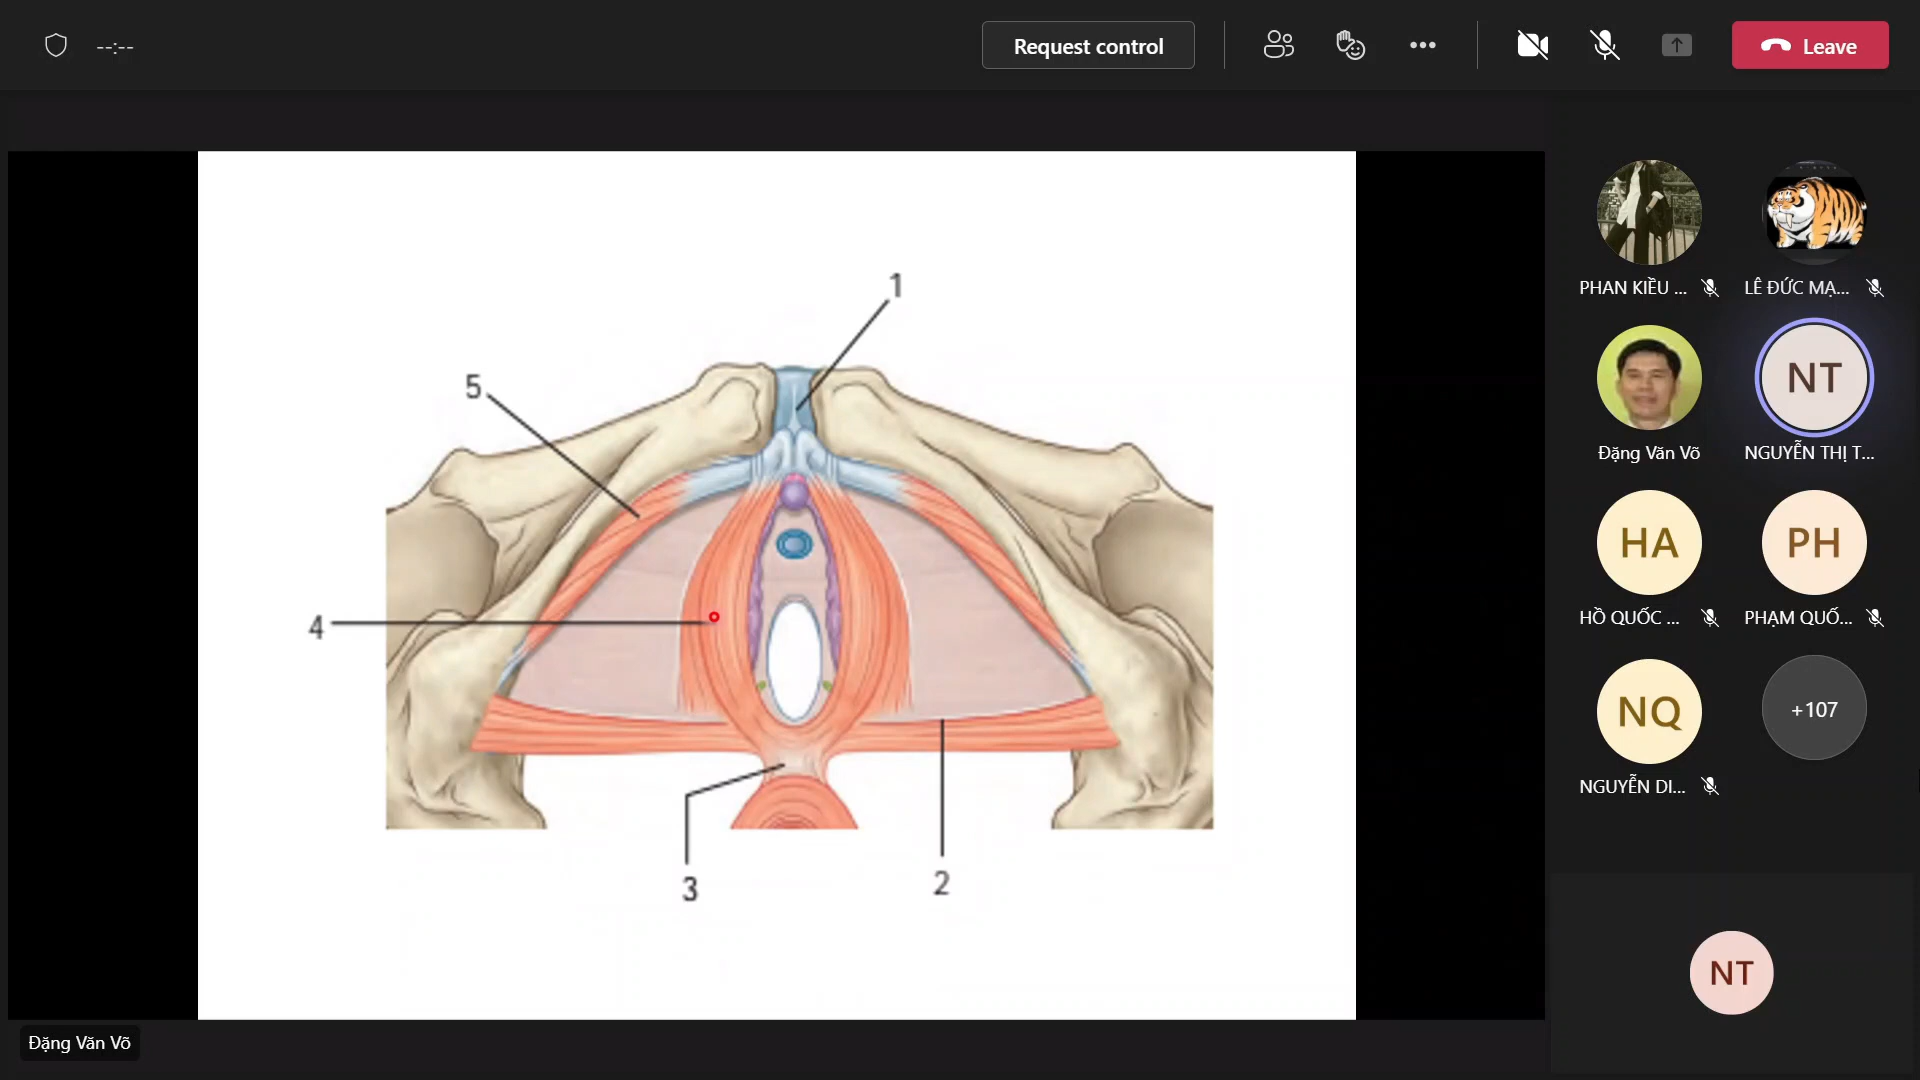 --:--
Request control
Leave
1
5
4
3
2
PHAN KIỀU ...
LÊ ĐỨC MẠ...
Đặng Văn Võ
NT
NGUYỄN THỊ T...
HA
HỒ QUỐC ...
PH
PHẠM QUỐ...
NQ
NGUYỄN DI...
+107
NT
Đặng Văn Võ